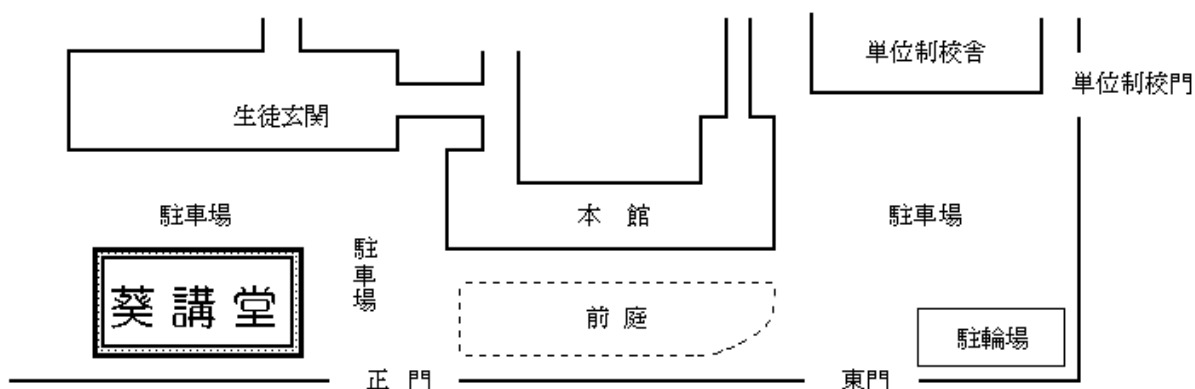 単位制校舎
単位制校門
生徒玄関
駐車場
本 館
駐車場
駐車場
葵講堂
前庭
駐輪場
正 門
東門